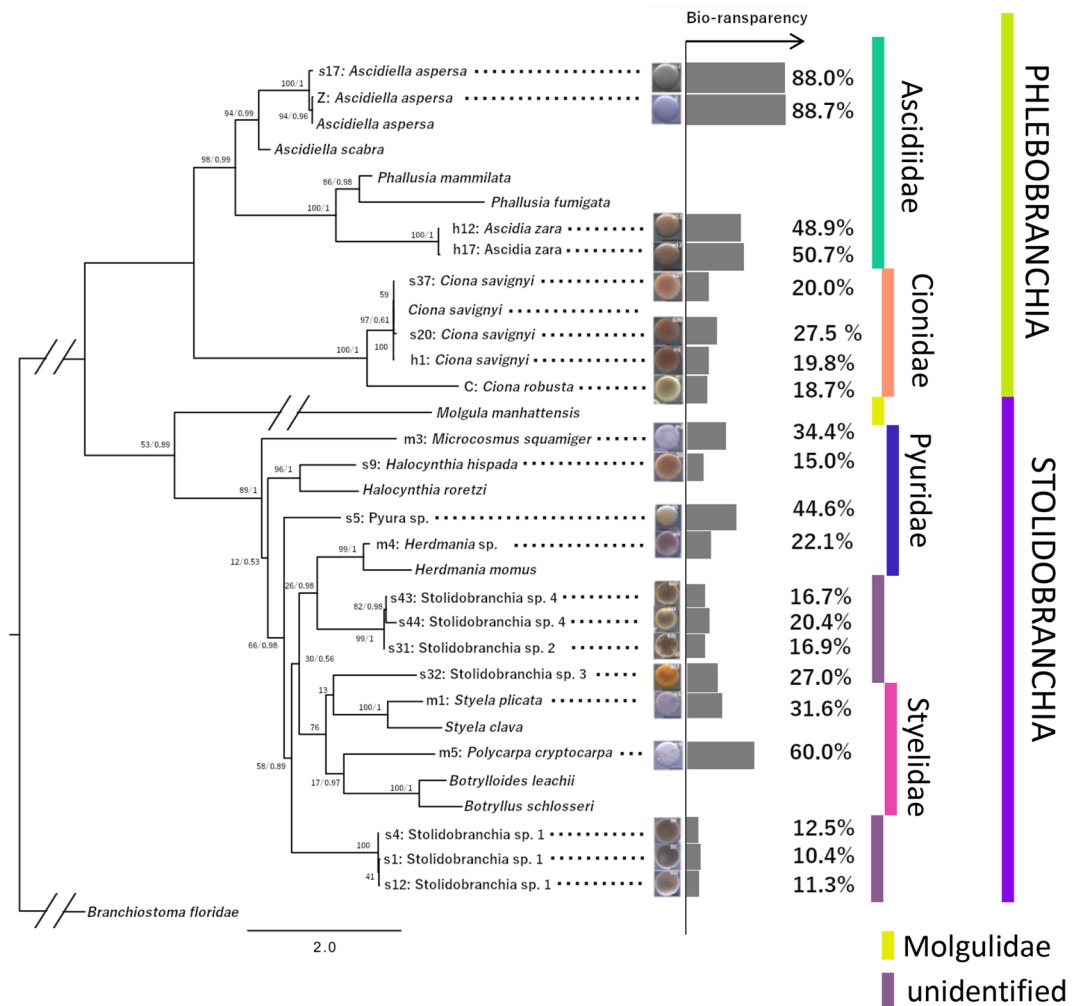 Bio-ransparency
s17: Ascidiella aspersa 88.0%
100/1
Z: Ascidiella aspersa 88.7%
94/0.99
94/0.96
Ascidiella aspersa
Ascidiella scabra
98/0.99
Phallusia mammilata
86/0.98
Phallusia fumigata
100/1
h12: Ascidia zara 48.9%
100/1
h17: Ascidia zara 50.7%
s37: Ciona savignyi 20.0%
59
Ciona savignyi
97/0.61
s20: Ciona savignyi 27.5 %
100
100/1
h1: Ciona savignyi 19.8%
C: Ciona robusta 18.7%
Molgula manhattensis
53/0.89
m3: Microcosmus squamiger 34.4%
96/1
s9: Halocynthia hispada 15.0%
89/1
Halocynthia roretzi
s5: Pyura sp. 44.6%
99/1
m4: Herdmania sp. 22.1%
12/0.53
Herdmania momus
26/0.98
s43: Stolidobranchia sp. 4 16.7%
82/0.98
s44: Stolidobranchia sp. 4 20.4%
99/1
66/0.98
s31: Stolidobranchia sp. 2 16.9%
30/0.56
s32: Stolidobranchia sp. 3 27.0%
13
100/1
m1: Styela plicata 31.6%
76
Styela clava
m5: Polycarpa cryptocarpa 60.0%
58/0.89
17/0.97
100/1
Botrylloides leachii
Botryllus schlosseri
s4: Stolidobranchia sp. 1 12.5%
100
s1: Stolidobranchia sp. 1 10.4%
41
s12: Stolidobranchia sp. 1 11.3%
Branchiostoma floridae
2.0
Ascidiidae
Cionidae
Pyuridae
Styelidae
PHLEBOBRANCHIA
STOLIDOBRANCHIA
Molgulidae
unidentified